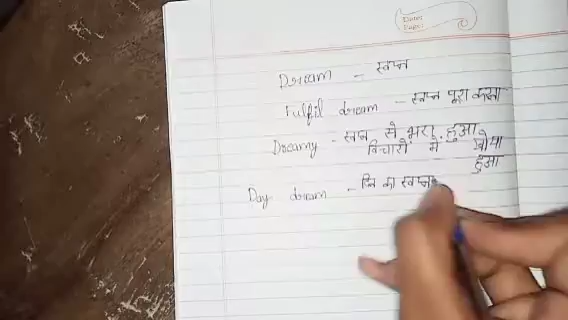 Dream - स्वप्न
Fulfil dream - स्वप्न पूरा करना
Dreamy - स्वप्न से भरा हुआ
विचारों में खोया
हुआ
Day dream - दिन का स्वप्न